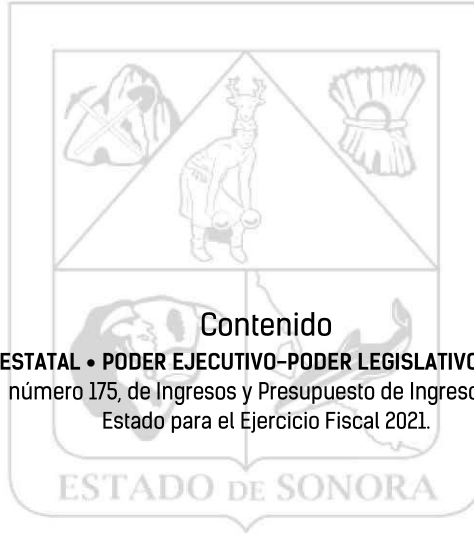 Contenido
ESTATAL • PODER EJECUTIVO-PODER LEGISLATIVO
número 175, de Ingresos y Presupuesto de Ingreso
Estado para el Ejercicio Fiscal 2021.
ESTADO DE SONORA